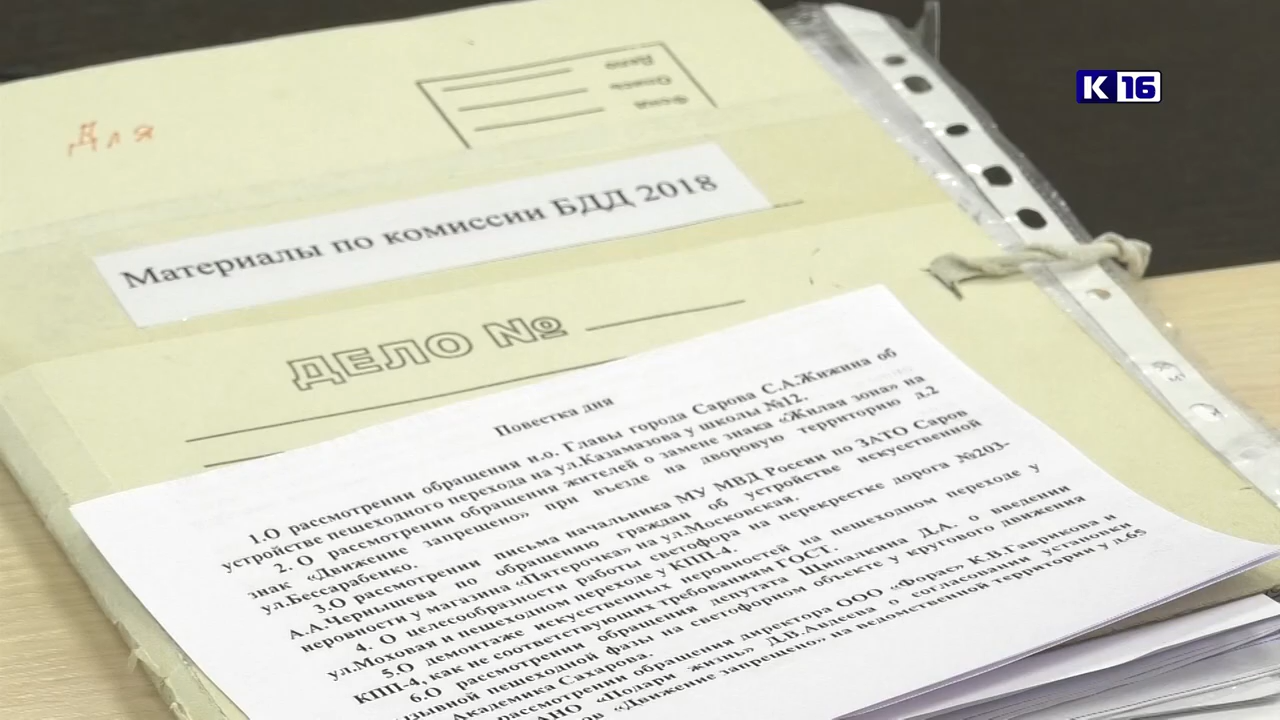 К 16
Дело
Опись
Фонд
Для
Материалы по комиссии БДД 2018
ДЕЛО №
Повестка дня
1.О рассмотрении обращения и.о. Главы города Сарова С.А.Жижина об
устройстве пешеходного перехода на ул.Казамазова у школы №12.
2. О рассмотрении обращения жителей о замене знака «Жилая зона» на
знак «Движение запрещено» при въезде на дворовую территорию д.2
ул.Бессарабенко.
3.О рассмотрении письма начальника МУ МВД России по ЗАТО Саров
А.А.Чернышева по обращению граждан об устройстве искусственной
неровности у магазина «Пятерочка» на ул.Московская.
4. О целесообразности работы светофора на перекрестке дорога №203-
ул.Моховая и пешеходном переходе у КПП-4.
5.О демонтаже искусственных неровностей на пешеходном переходе у
КПП-4, как не соответствующих требованиям ГОСТ.
6.О рассмотрении обращения депутата Шипалкина Д.А. о введении
пешеходной фазы на светофорном объекте у кругового движения
Академика Сахарова.
рассмотрении обращения директора ООО «Форас» К.В.Гаврикова и
АНО «Подари жизнь» Д.В.Авдеева о согласовании установки
«Движение запрещено» на ведомственной территории у д.65